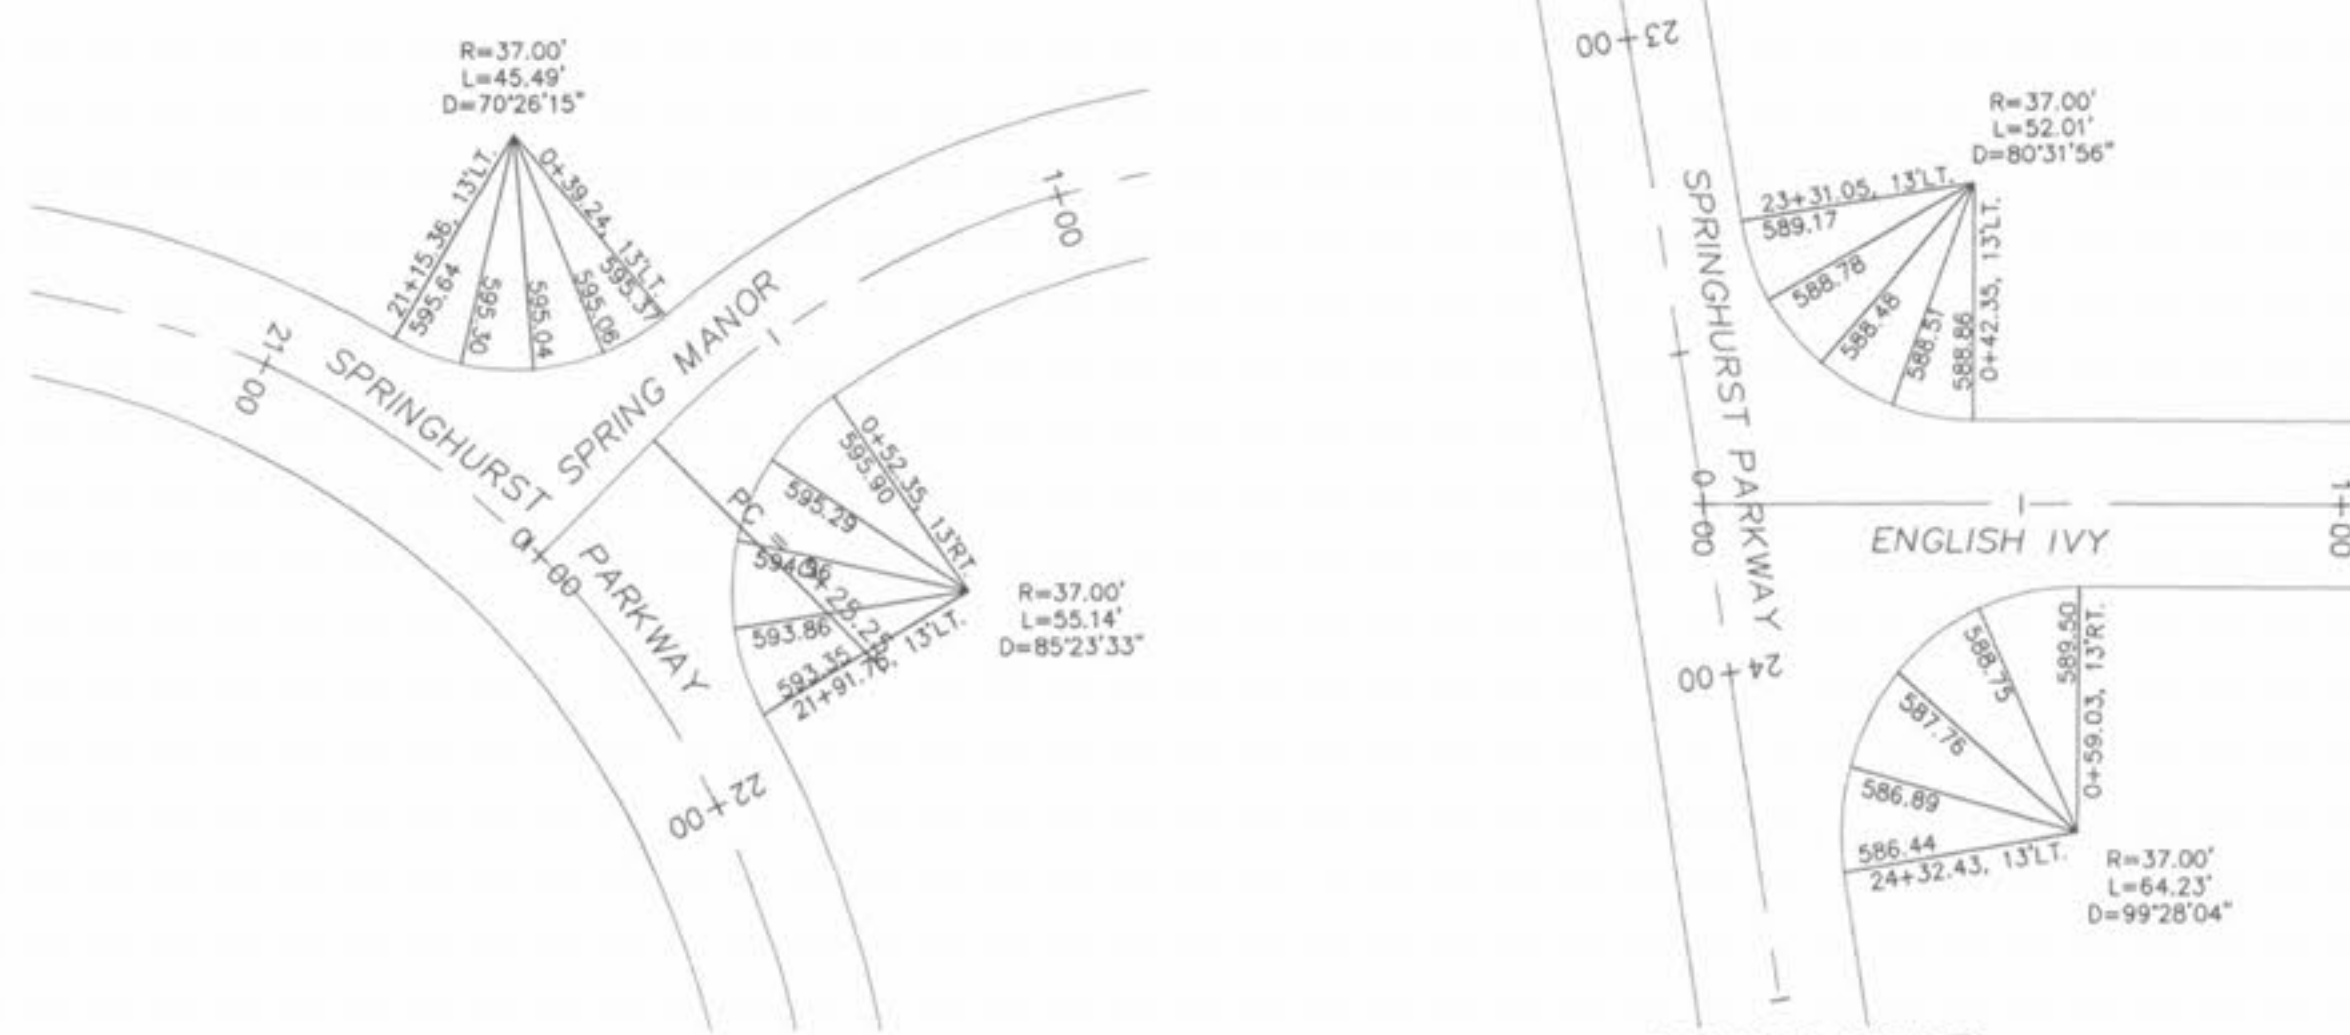 R=37.00'
L=45.49'
D=70°26'15"
21+15.36, 13'LT.
595.64
595.30
595.04
595.06
595.37
0+39.24, 13'LT.
21+00
SPRINGHURST PARKWAY
SPRING MANOR
1+00
0+00
PC = 0+25.25
0+52.35, 13'RT.
595.90
595.29
594.56
593.86
593.35
21+91.76, 13'LT.
R=37.00'
L=55.14'
D=85°23'33"
22+00
23+00
SPRINGHURST PARKWAY
R=37.00'
L=52.01'
D=80°31'56"
23+31.05, 13'LT.
589.17
588.78
588.48
588.51
588.86
0+42.35, 13'LT.
0+00
ENGLISH IVY
1+00
24+00
589.50
0+59.03, 13'RT.
588.75
587.76
586.89
586.44
24+32.43, 13'LT.
R=37.00'
L=64.23'
D=99°28'04"